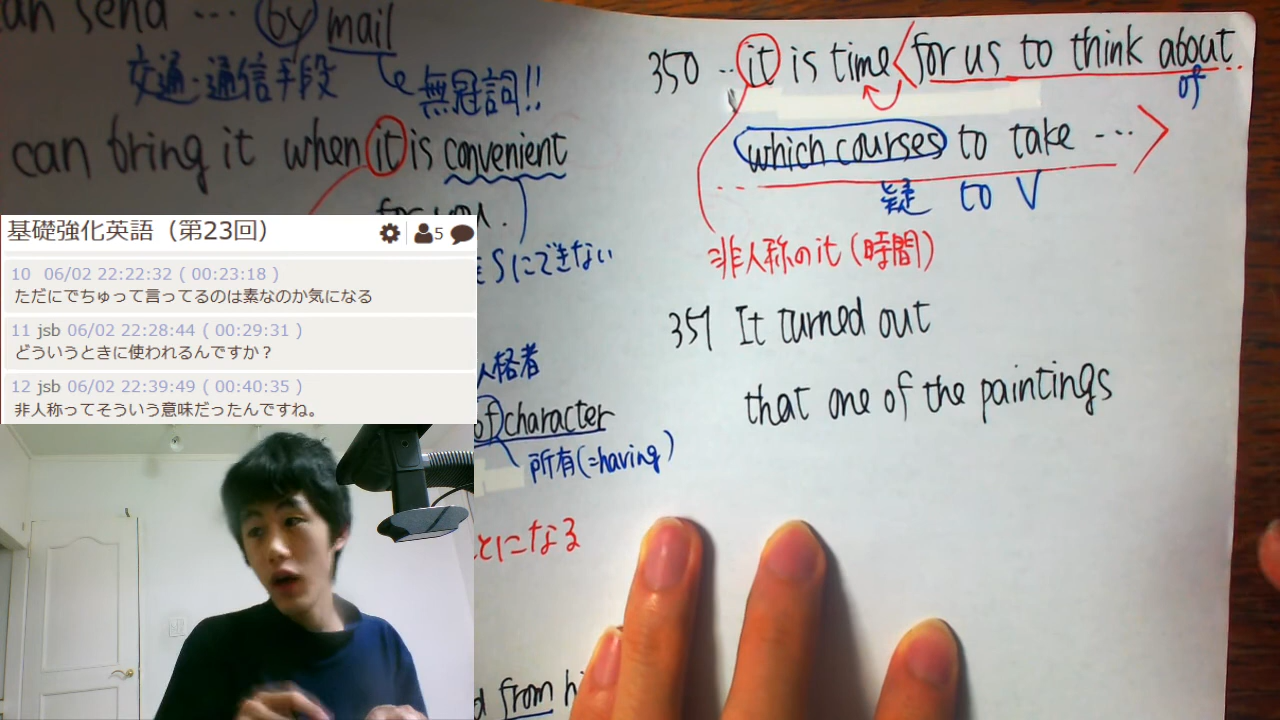 can send ... by mail
交通・通信手段
無冠詞!!
can bring it when it is convenient
for you.
Sにできない
人格者
of character
所有(=having)
とになる
from
350 ... it is time for us to think about ...
of
which courses to take ...
疑 to V
非人称のit (時間)
351 It turned out
that one of the paintings
基礎強化英語（第23回）
5
10 06/02 22:22:32 ( 00:23:18 )
ただにでちゅって言ってるのは素なのか気になる
11 jsb 06/02 22:28:44 ( 00:29:31 )
どういうときに使われるんですか？
12 jsb 06/02 22:39:49 ( 00:40:35 )
非人称ってそういう意味だったんですね。